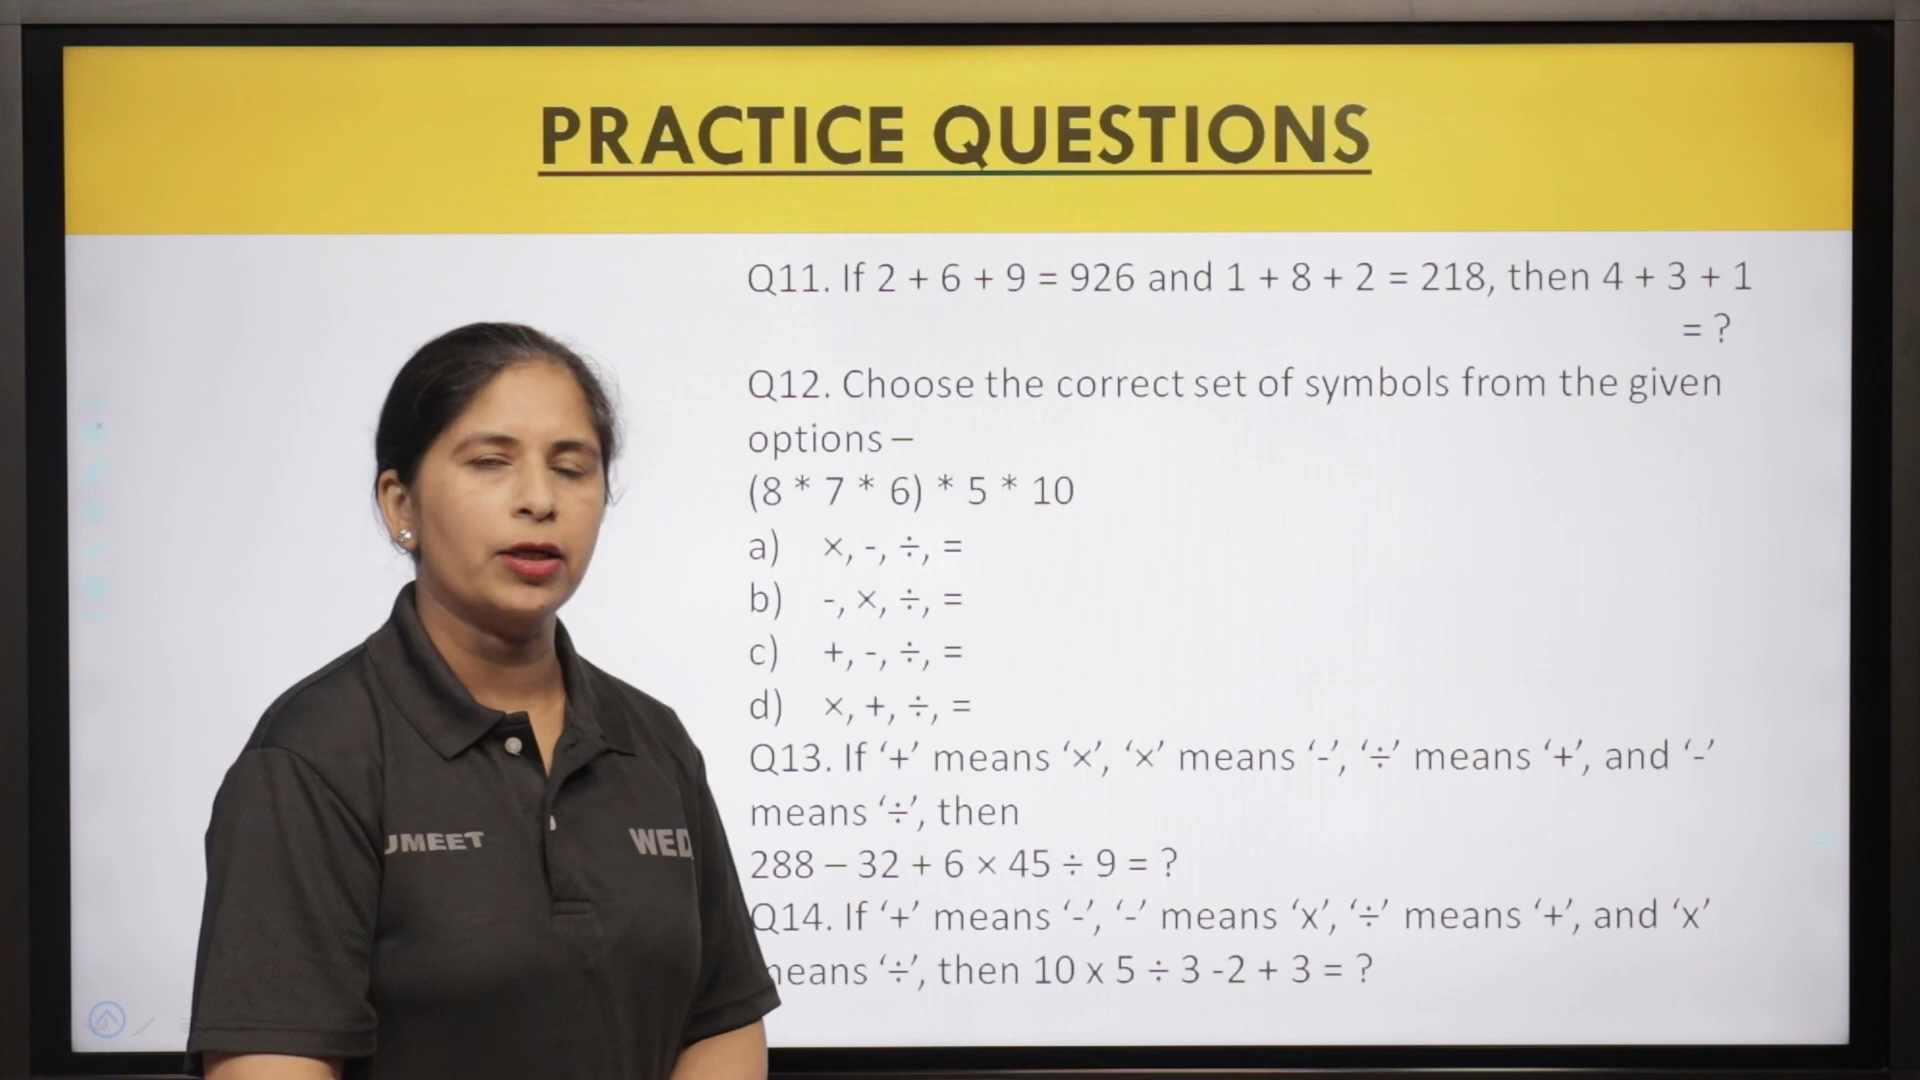 PRACTICE QUESTIONS
Q11. If 2 + 6 + 9 = 926 and 1 + 8 + 2 = 218, then 4 + 3 + 1
= ?
Q12. Choose the correct set of symbols from the given
options –
(8 * 7 * 6) * 5 * 10
a) ×, -, ÷, =
b) -, ×, ÷, =
c) +, -, ÷, =
d) ×, +, ÷, =
Q13. If ‘+’ means ‘×’, ‘×’ means ‘-’, ‘÷’ means ‘+’, and ‘-’
means ‘÷’, then
288 – 32 + 6 × 45 ÷ 9 = ?
Q14. If ‘+’ means ‘-’, ‘-’ means ‘x’, ‘÷’ means ‘+’, and ‘x’
means ‘÷’, then 10 x 5 ÷ 3 -2 + 3 = ?
UMEET WED